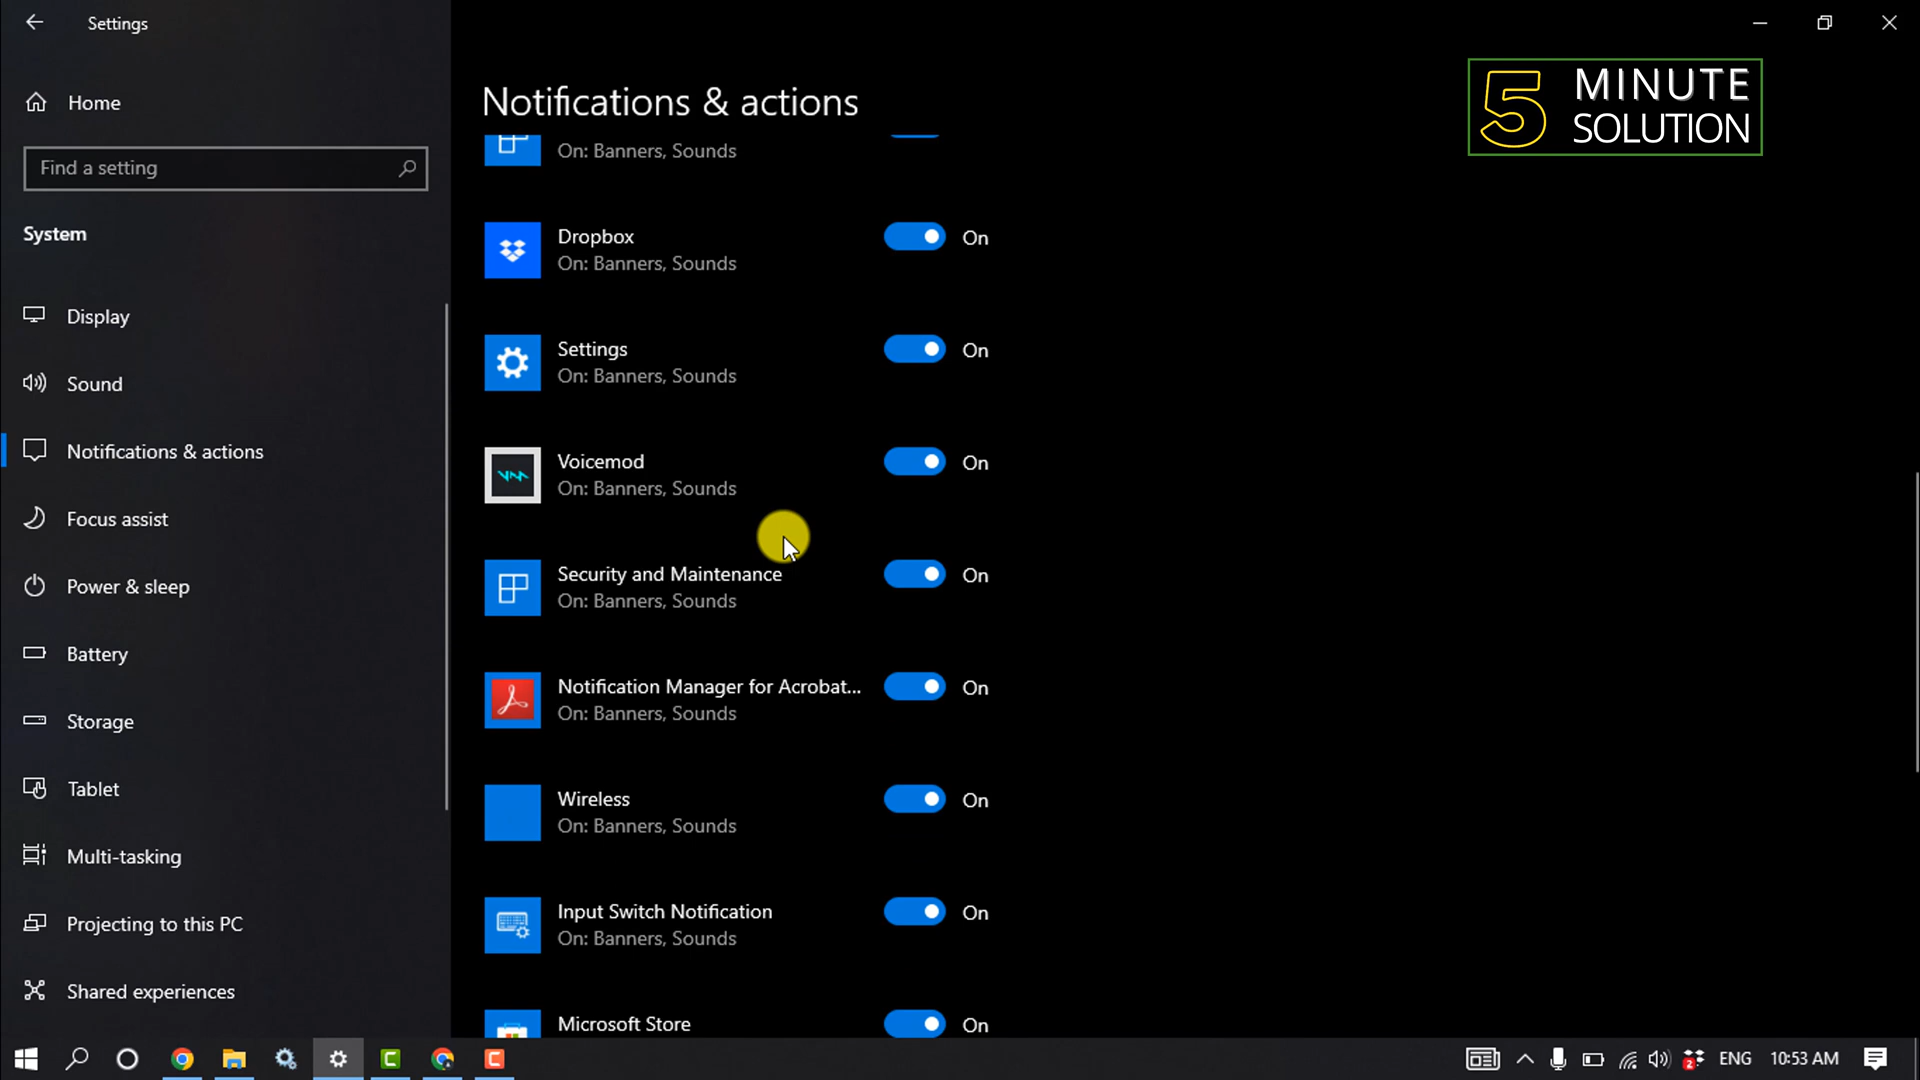 Settings
Home
Find a setting
System
Display
Sound
Notifications & actions
Focus assist
Power & sleep
Battery
Storage
Tablet
Multi-tasking
Projecting to this PC
Shared experiences
Notifications & actions
5 MINUTE
SOLUTION
On: Banners, Sounds
Dropbox
On: Banners, Sounds
On
Settings
On: Banners, Sounds
On
Voicemod
On: Banners, Sounds
On
Security and Maintenance
On: Banners, Sounds
On
Notification Manager for Acrobat...
On: Banners, Sounds
On
Wireless
On: Banners, Sounds
On
Input Switch Notification
On: Banners, Sounds
On
Microsoft Store
On
2
ENG
10:53 AM